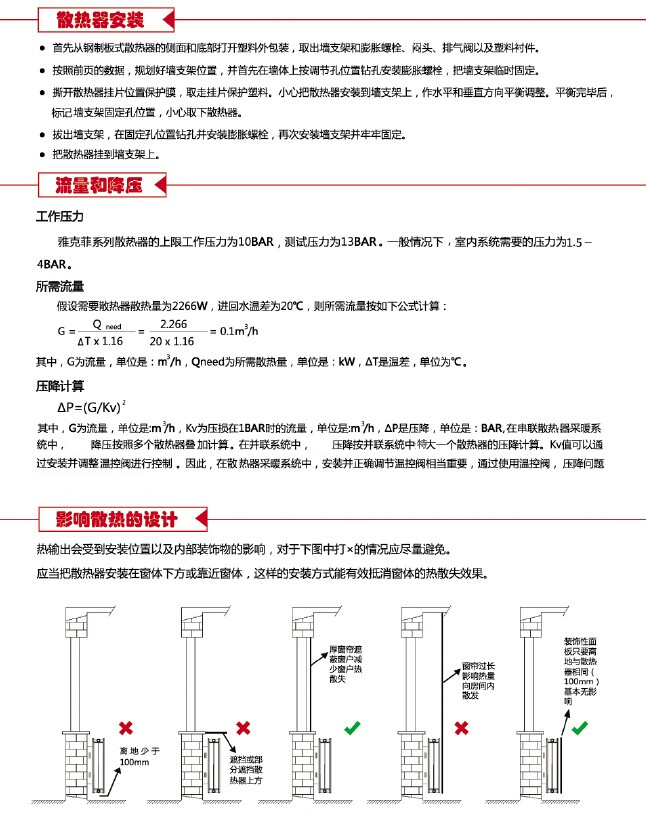 散热器安装
● 首先从钢制板式散热器的侧面和底部打开塑料外包装，取出墙支架和膨胀螺栓、闷头、排气阀以及塑料衬件。
● 按照前页的数据，规划好墙支架位置，并首先在墙体上按调节孔位置钻孔安装膨胀螺栓，把墙支架临时固定。
● 撕开散热器挂片位置保护膜，取走挂片保护塑料。小心把散热器安装到墙支架上，作水平和垂直方向平衡调整。平衡完毕后，
标记墙支架固定孔位置，小心取下散热器。
● 拔出墙支架，在固定孔位置钻孔并安装膨胀螺栓，再次安装墙支架并牢牢固定。
● 把散热器挂到墙支架上。
流量和降压
工作压力
雅克菲系列散热器的上限工作压力为10BAR，测试压力为13BAR。一般情况下，室内系统需要的压力为1.5－
4BAR。
所需流量
假设需要散热器散热量为2266W，进回水温差为20℃，则所需流量按如下公式计算：
G = Q need / ΔT x 1.16 = 2.266 / 20 x 1.16 = 0.1m³/h
其中，G为流量，单位是：m³/h，Qneed为所需散热量，单位是：kW，ΔT是温差，单位为℃。
压降计算
ΔP=(G/Kv)²
其中，G为流量，单位是:m³/h，Kv为压损在1BAR时的流量，单位是:m³/h，ΔP是压降，单位是：BAR,在串联散热器采暖系
统中， 降压按照多个散热器叠加计算。在并联系统中， 压降按并联系统中特大一个散热器的压降计算。Kv值可以通
过安装并调整温控阀进行控制。因此，在散热器采暖系统中，安装并正确调节温控阀相当重要，通过使用温控阀，压降问题
影响散热的设计
热输出会受到安装位置以及内部装饰物的影响，对于下图中打×的情况应尽量避免。
应当把散热器安装在窗体下方或靠近窗体，这样的安装方式能有效抵消窗体的热散失效果。
离地少于
100mm
遮挡或部
分遮挡散
热器上方
厚窗帘遮
蔽窗户减
少窗户热
散失
窗帘过长
影响热量
向房间内
散发
装饰性面
板只要离
地与散热
器相同（
100mm）
基本无影
响